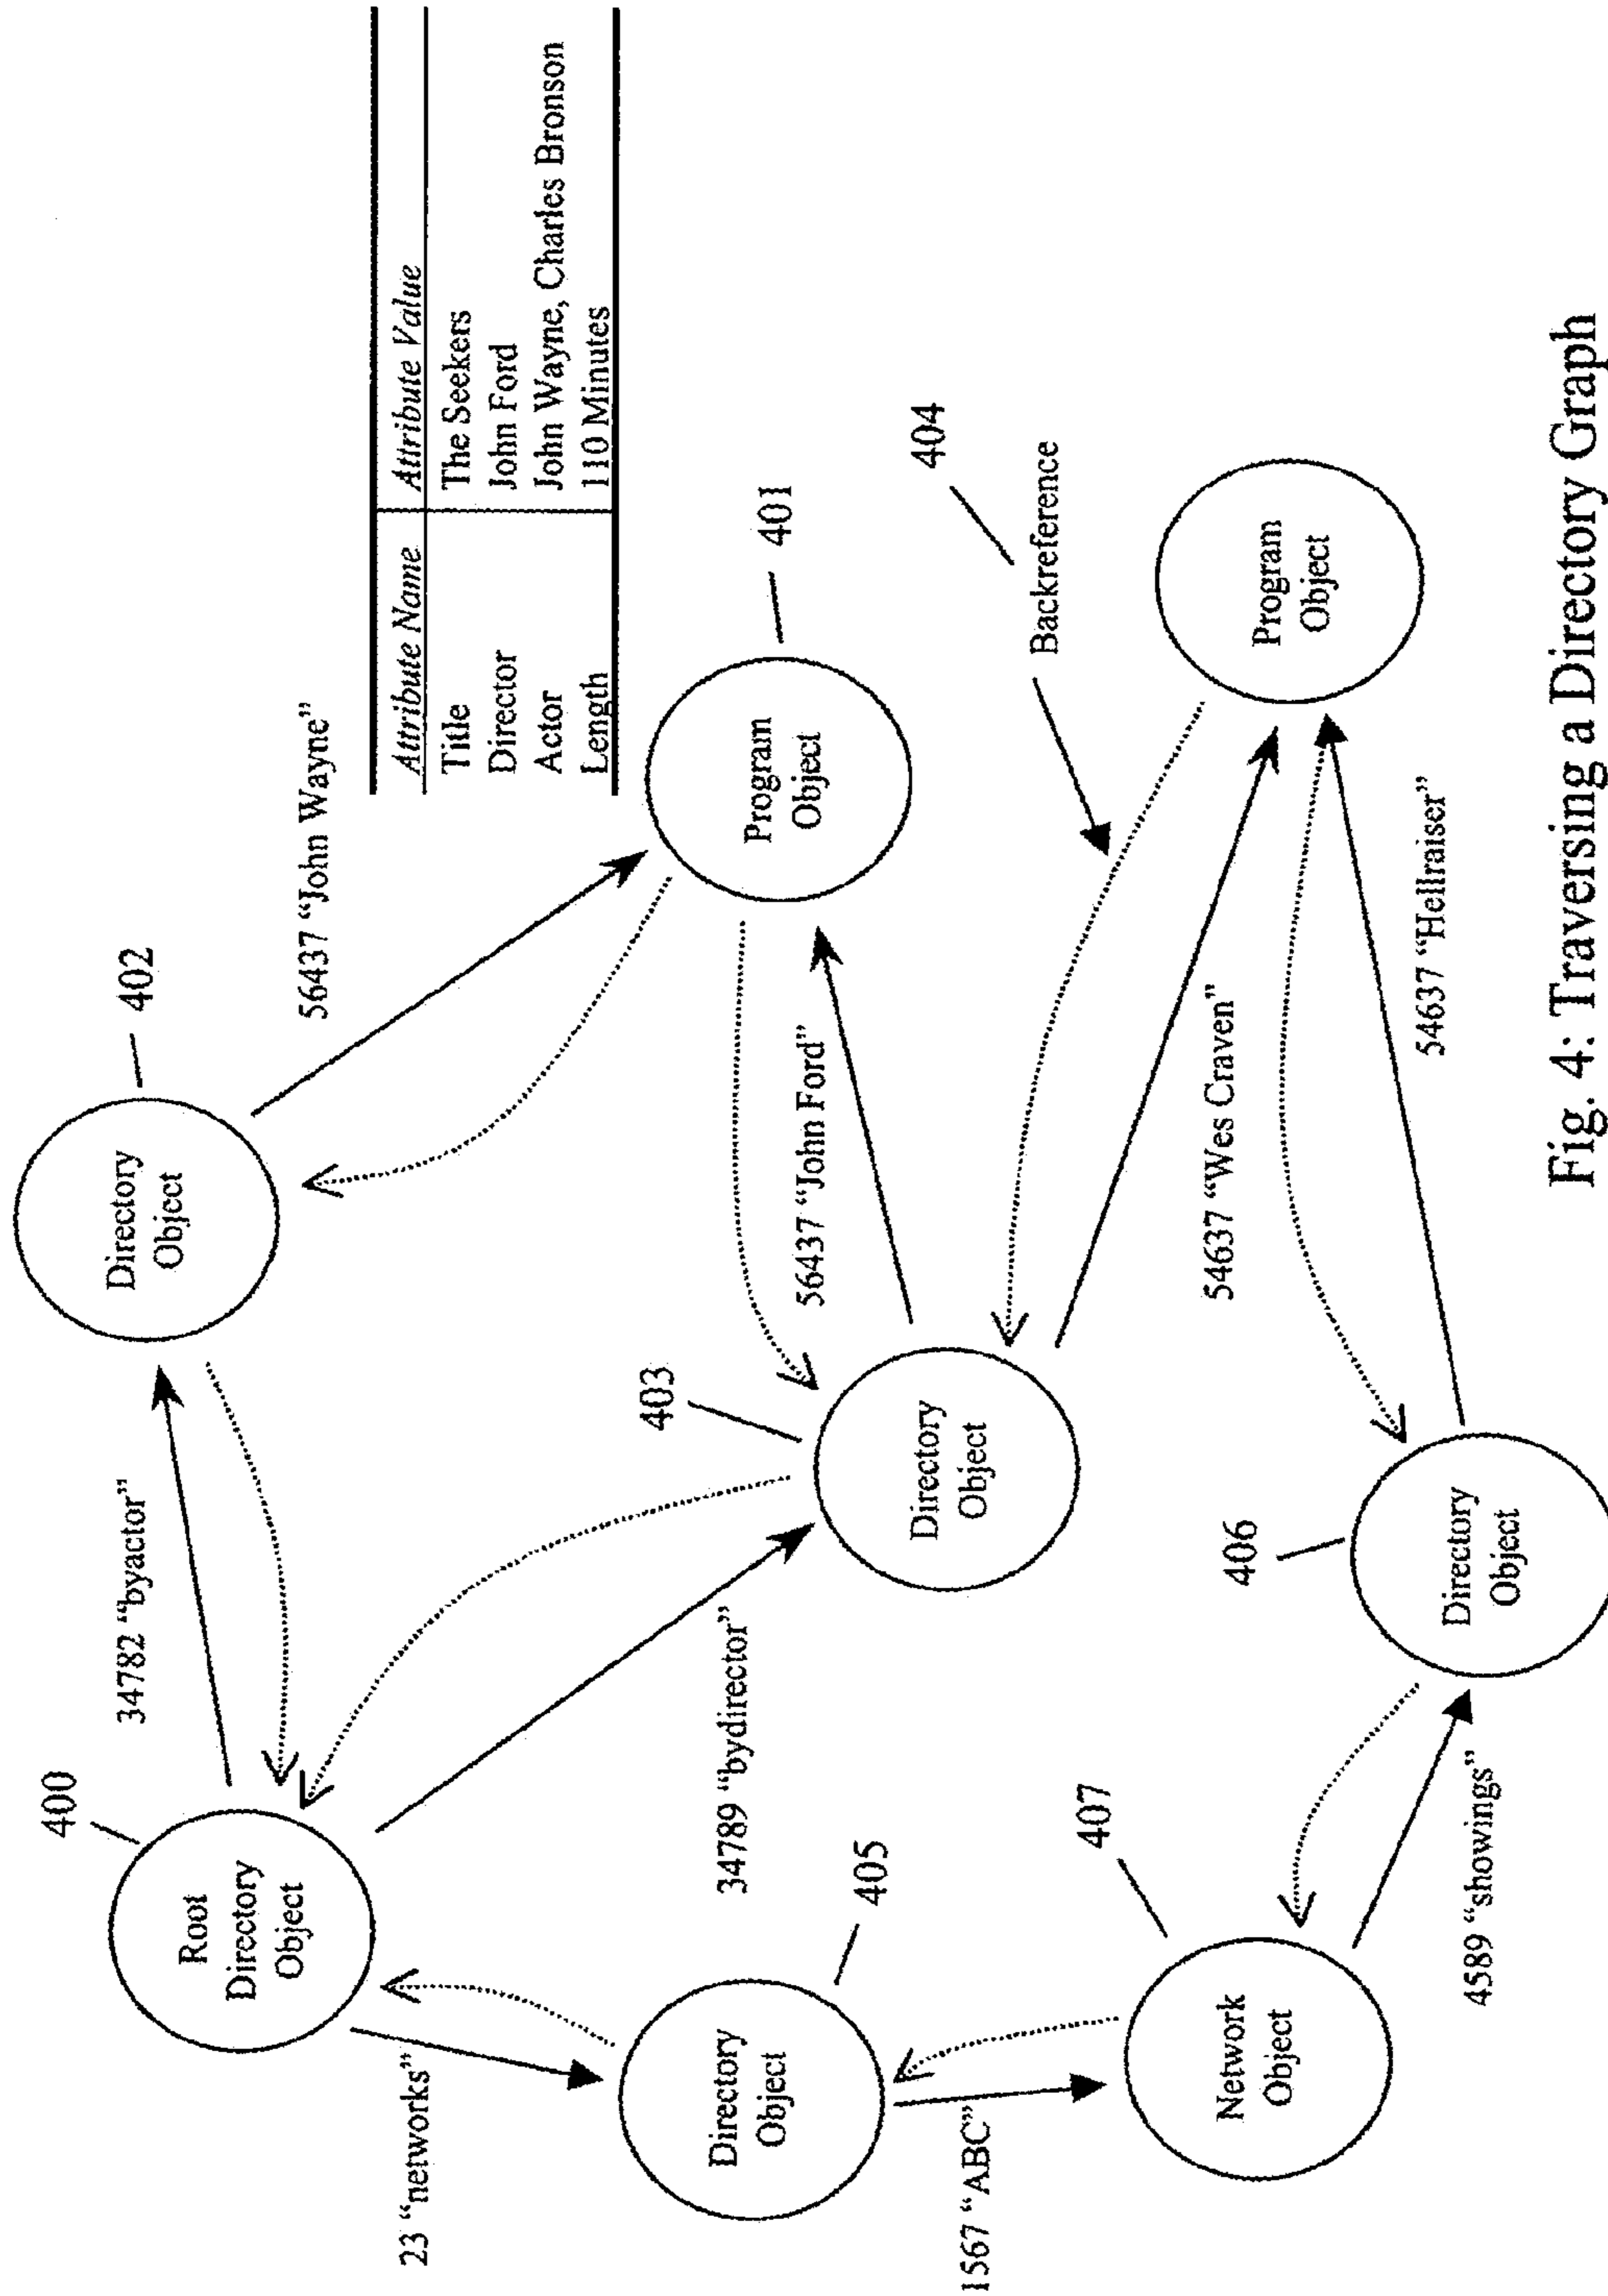 400
Root
Directory
Object
34782 “byactor”
402
Directory
Object
56437 “John Wayne”
Attribute Name Attribute Value
Title The Seekers
Director John Ford
Actor John Wayne, Charles Bronson
Length 110 Minutes
23 “networks”
34789 “bydirector”
403
Directory
Object
56437 “John Ford”
Program
Object
401
405
Directory
Object
404
Backreference
1567 “ABC”
407
Network
Object
406
54637 “Wes Craven”
Program
Object
4589 “showings”
Directory
Object
54637 “Hellraiser”
Fig. 4: Traversing a Directory Graph